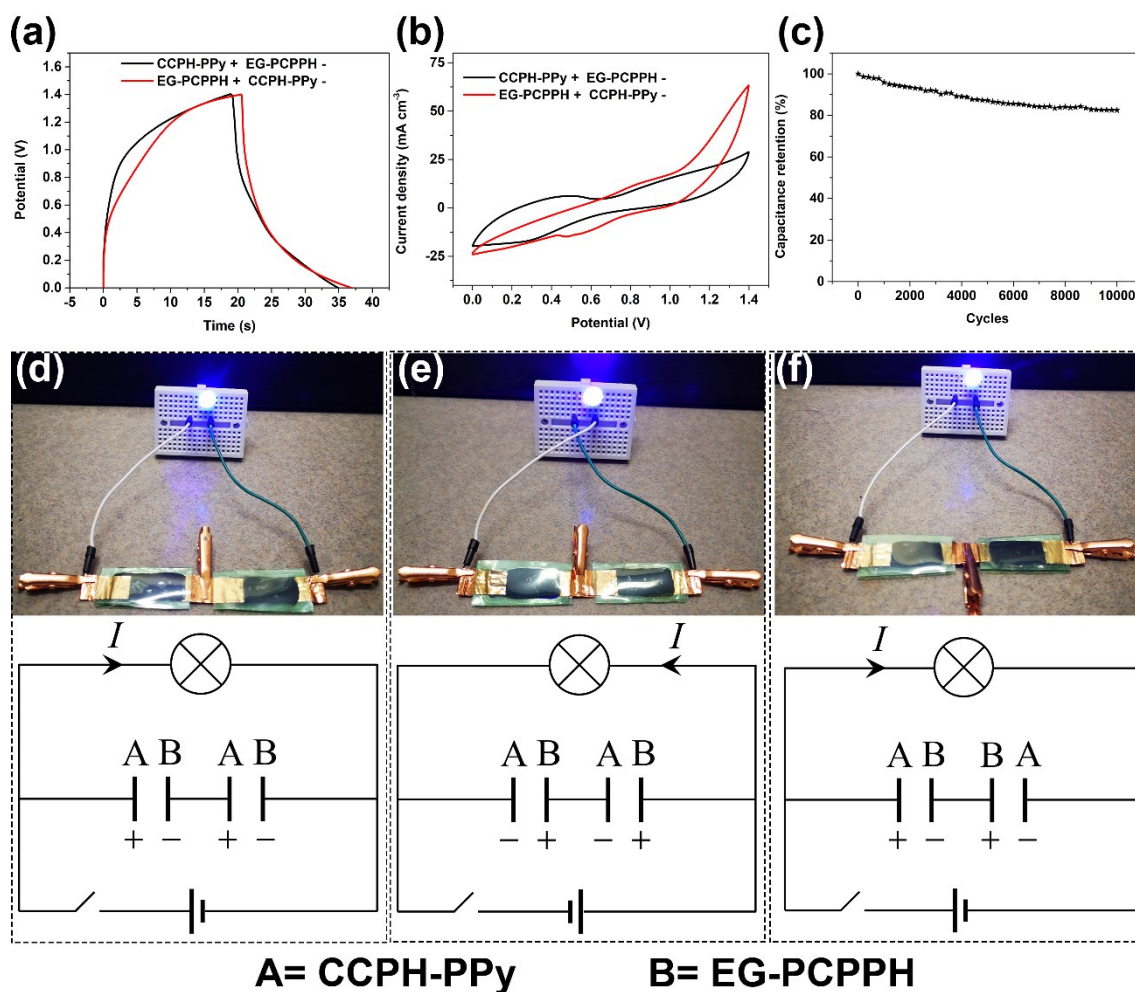 (a)
1.6
1.4
1.2
1.0
0.8
0.6
0.4
0.2
0.0
Potential (V)
CCPH-PPy + EG-PCPPH -
EG-PCPPH + CCPH-PPy -
-5 0 5 10 15 20 25 30 35 40
Time (s)
(b)
75
50
25
0
-25
Current density (mA cm⁻³)
CCPH-PPy + EG-PCPPH -
EG-PCPPH + CCPH-PPy -
0.0 0.2 0.4 0.6 0.8 1.0 1.2 1.4
Potential (V)
(c)
100
80
60
40
20
0
Capacitance retention (%)
0 2000 4000 6000 8000 10000
Cycles
(d)
(e)
(f)
I
A B A B
+ − + −
I
A B A B
− + − +
I
A B B A
+ − + −
A= CCPH-PPy B= EG-PCPPH